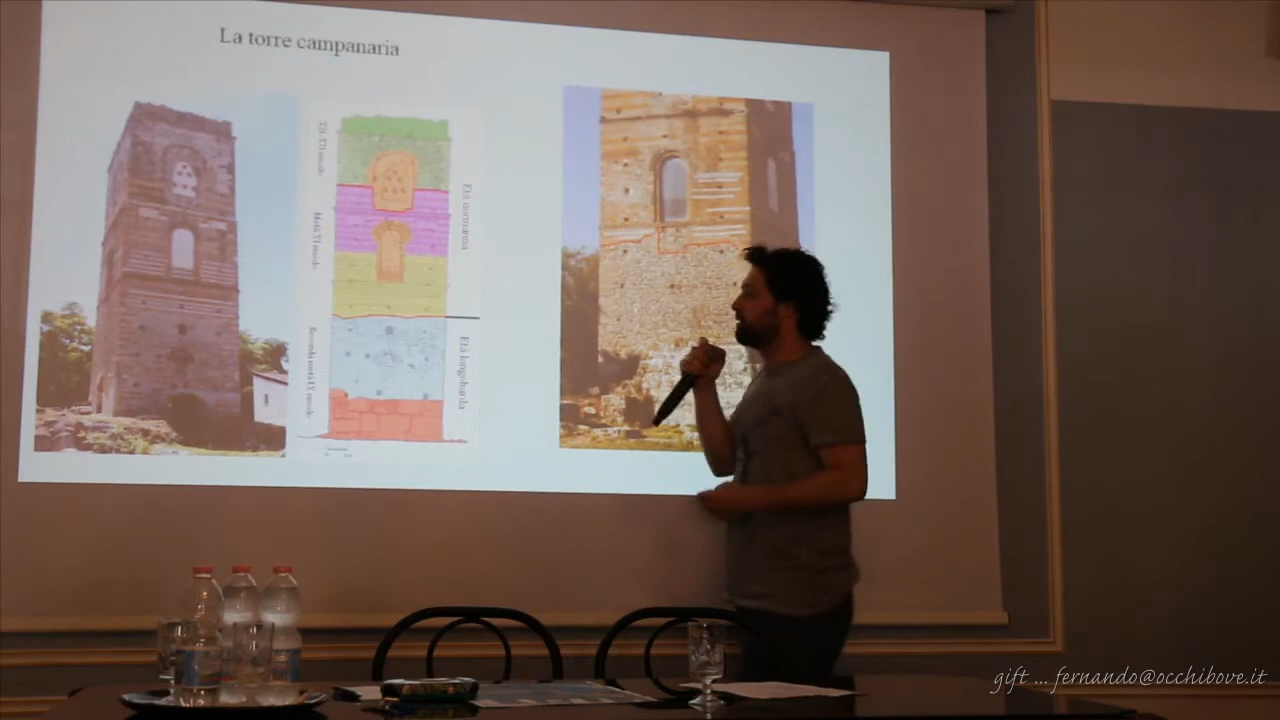 La torre campanaria
XII-XIII secolo
Età normanna
Metà XI secolo
Seconda metà IX secolo
Età longobarda
gift ... fernando@occhibove.it